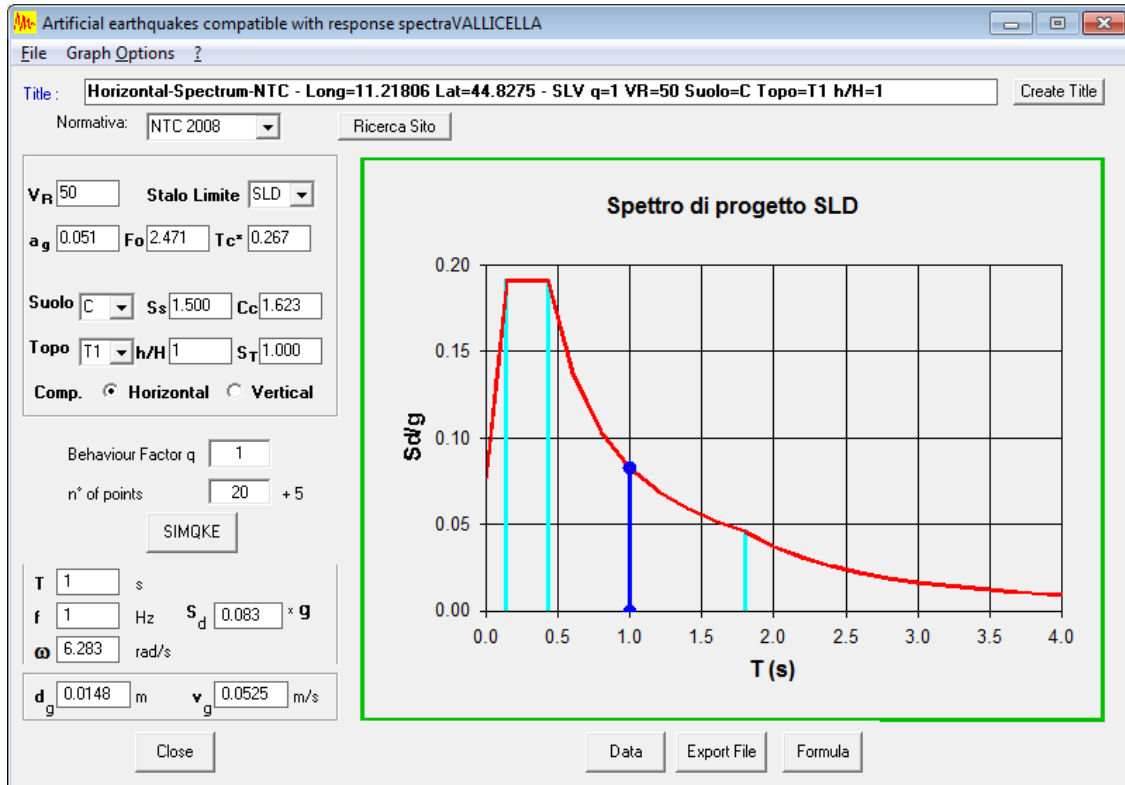 Artificial earthquakes compatible with response spectraVALLICELLA
File Graph Options ?
Title : Horizontal-Spectrum-NTC - Long=11.21806 Lat=44.8275 - SLV q=1 VR=50 Suolo=C Topo=T1 h/H=1 Create Title
Normativa: NTC 2008 Ricerca Sito
VR 50 Stalo Limite SLD
ag 0.051 Fo 2.471 Tc* 0.267
Suolo C Ss 1.500 Cc 1.623
Topo T1 h/H 1 ST 1.000
Comp. Horizontal Vertical
Behaviour Factor q 1
n° of points 20 + 5
SIMQKE
T 1 s
f 1 Hz Sd 0.083 x g
ω 6.283 rad/s
dg 0.0148 m vg 0.0525 m/s
Close
Spettro di progetto SLD
Sd/g
0.20
0.15
0.10
0.05
0.00
0.0 0.5 1.0 1.5 2.0 2.5 3.0 3.5 4.0
T (s)
Data Export File Formula